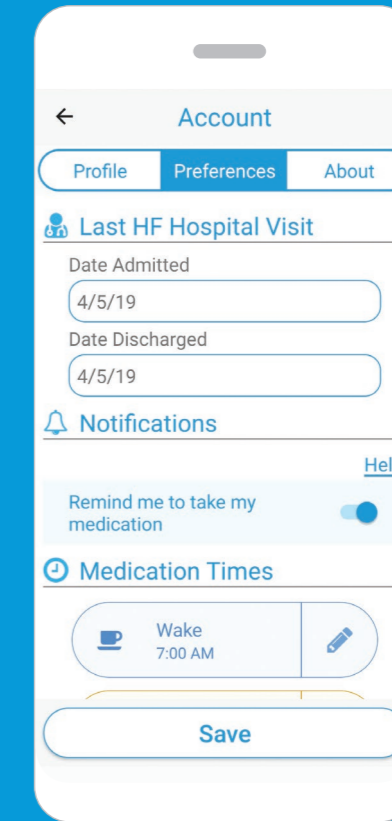 Account
Profile Preferences About
Last HF Hospital Visit
Date Admitted
4/5/19
Date Discharged
4/5/19
Notifications
Hel
Remind me to take my
medication
Medication Times
Wake
7:00 AM
Save